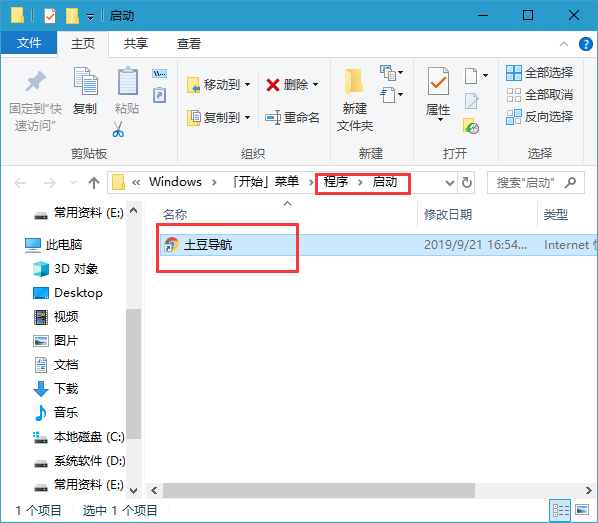 启动
文件 主页 共享 查看
固定到"快速访问"
复制
粘贴
移动到
复制到
删除
重命名
新建
文件夹
属性
全部选择
全部取消
反向选择
剪贴板 组织 新建 打开 选择
« Windows › 「开始」菜单 › 程序 › 启动
搜索"启动"
名称 修改日期 类型
土豆导航 2019/9/21 16:54... Internet
常用资料 (E:)
此电脑
3D 对象
Desktop
视频
图片
文档
下载
音乐
本地磁盘 (C:)
系统软件 (D:)
常用资料 (E:)
1 个项目 选中 1 个项目